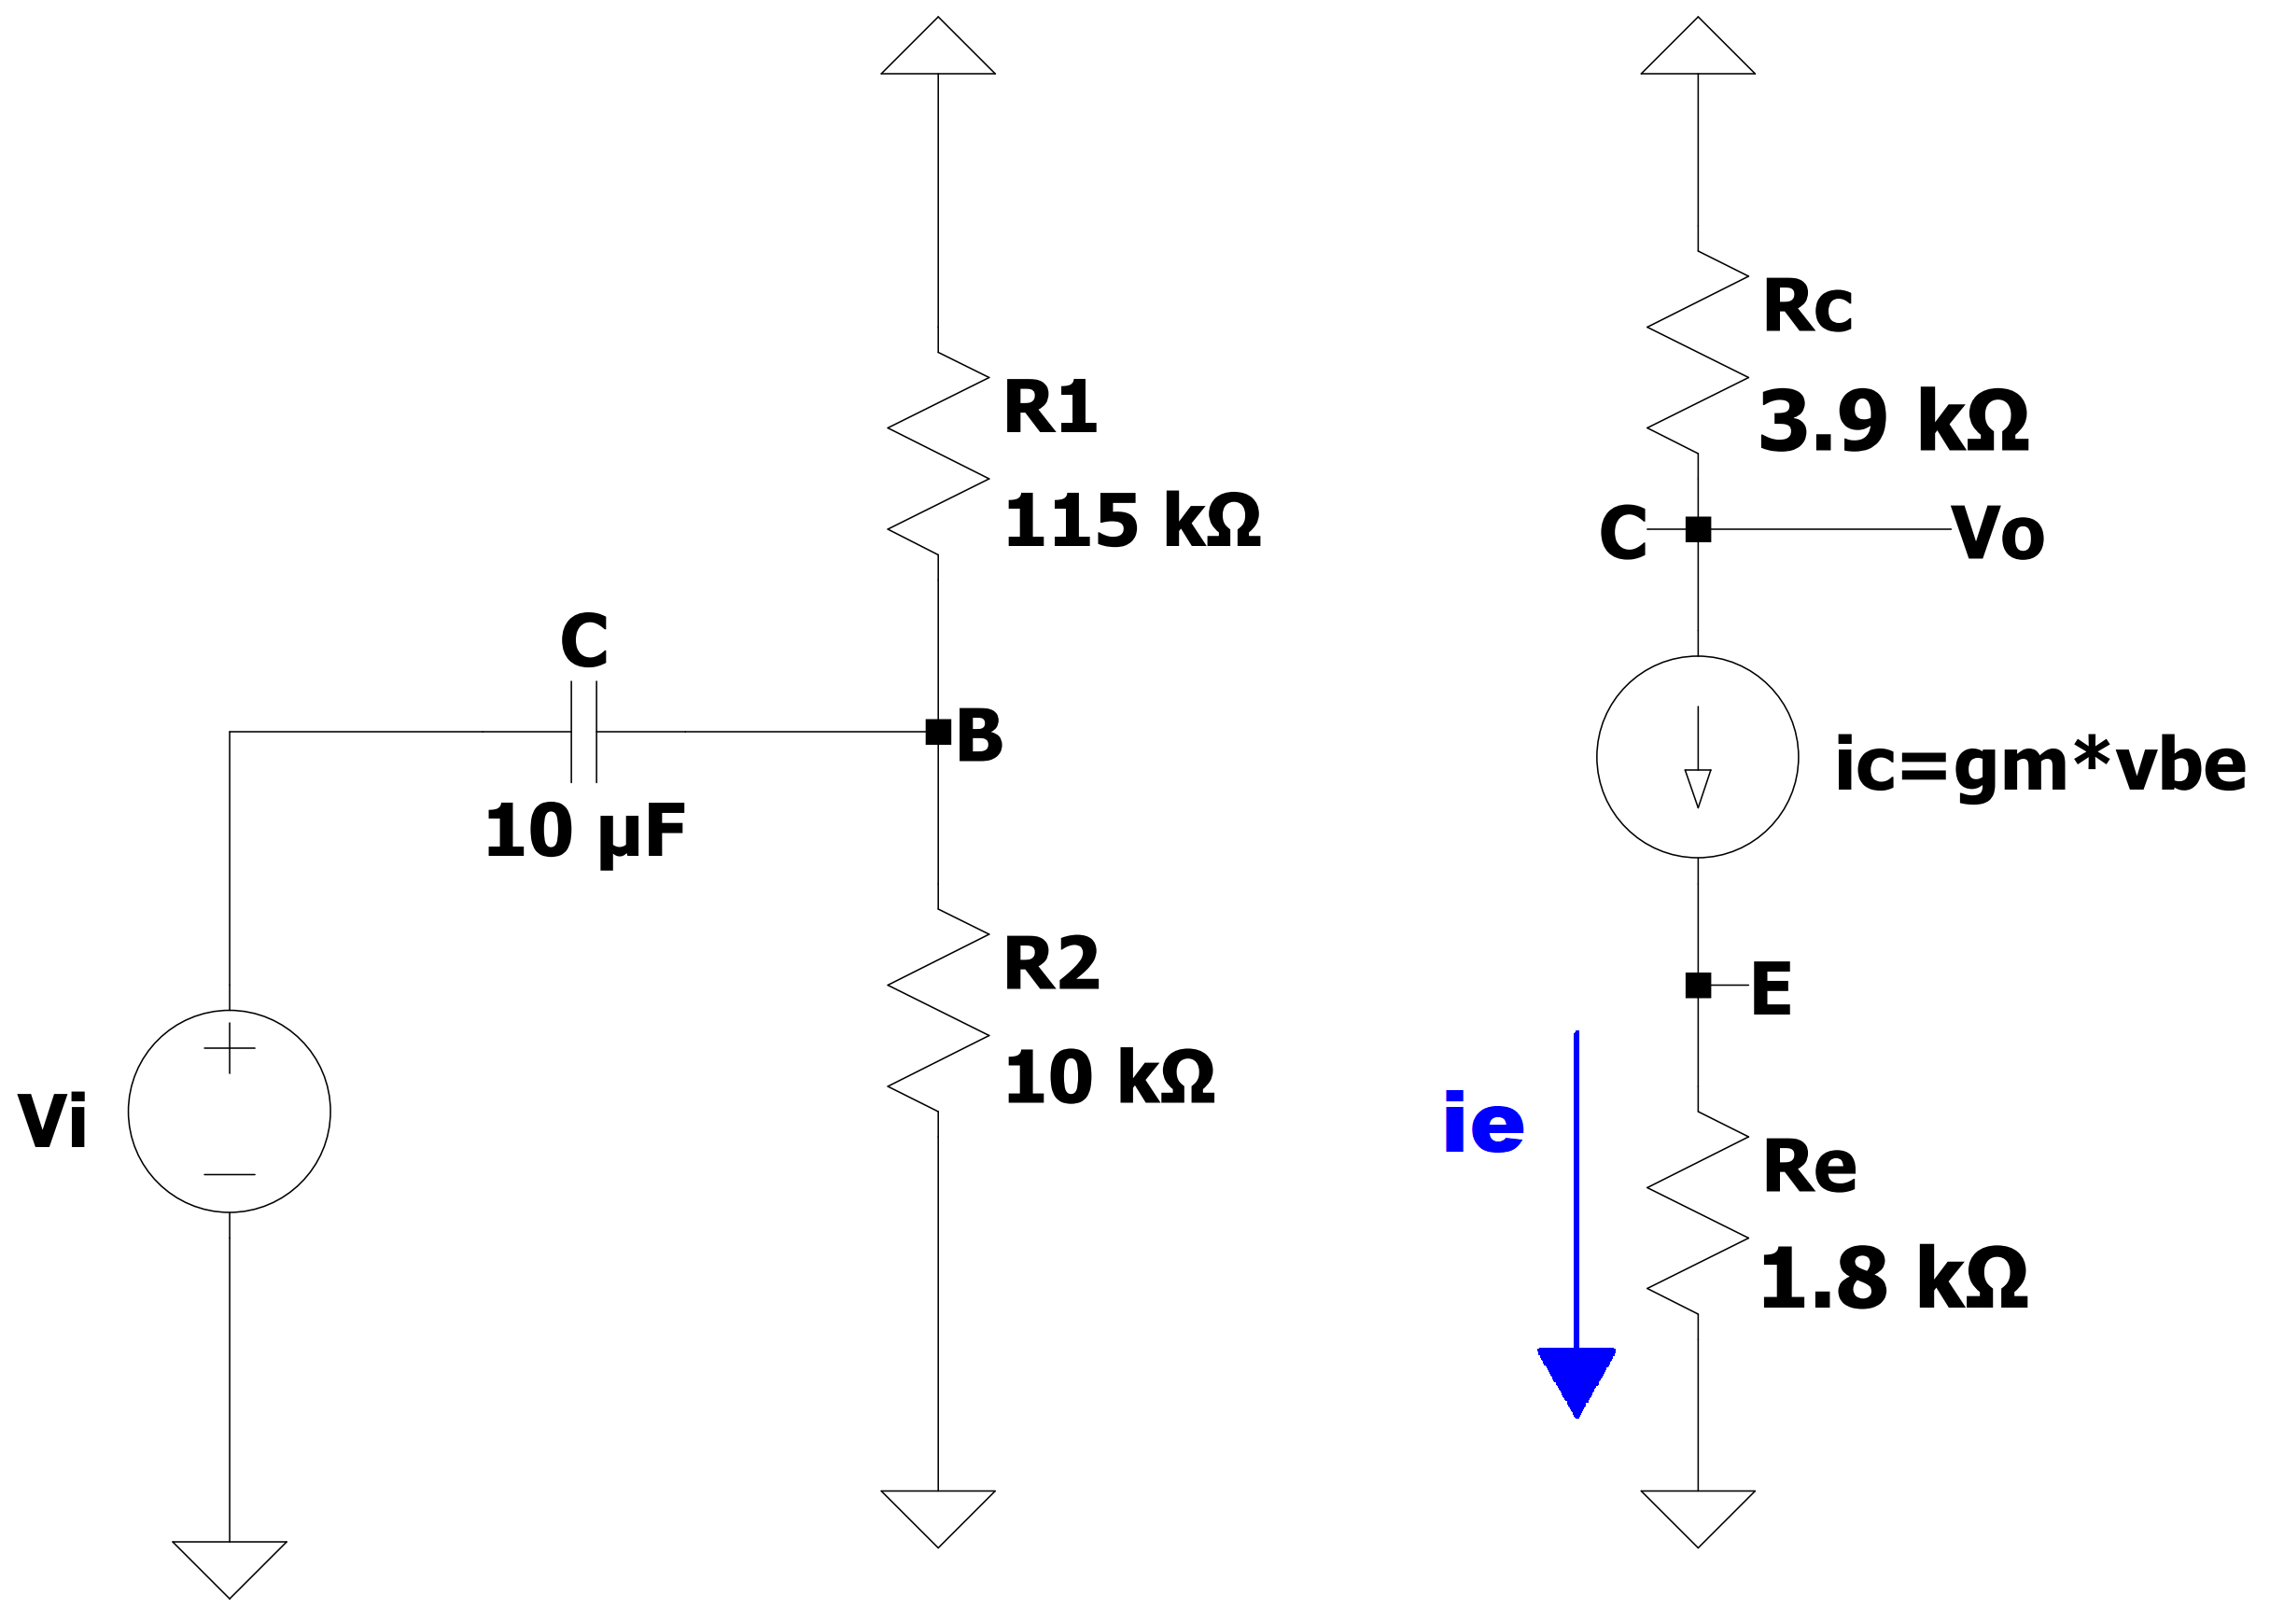 Rc
3.9 kΩ
R1
115 kΩ
C
Vo
C
10 µF
B
ic=gm*vbe
R2
10 kΩ
E
Vi
ie
Re
1.8 kΩ